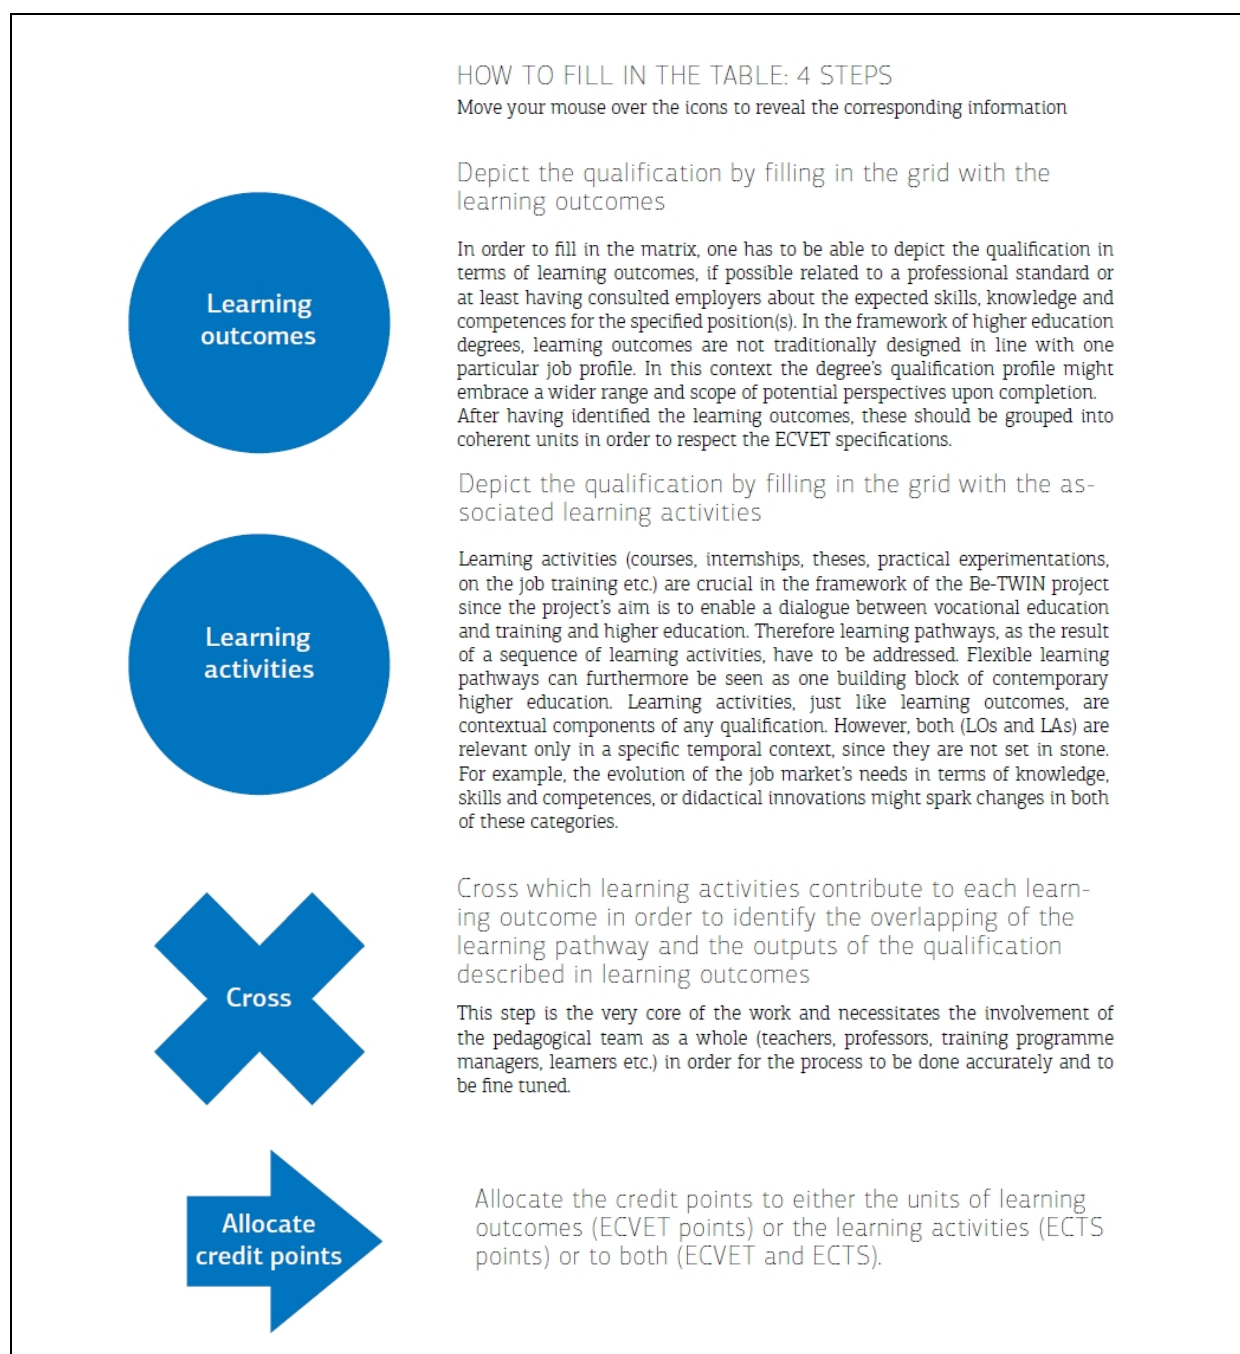 HOW TO FILL IN THE TABLE: 4 STEPS
Move your mouse over the icons to reveal the corresponding information
Depict the qualification by filling in the grid with the
learning outcomes
Learning
outcomes
In order to fill in the matrix, one has to be able to depict the qualification in
terms of learning outcomes, if possible related to a professional standard or
at least having consulted employers about the expected skills, knowledge and
competences for the specified position(s). In the framework of higher education
degrees, learning outcomes are not traditionally designed in line with one
particular job profile. In this context the degree's qualification profile might
embrace a wider range and scope of potential perspectives upon completion.
After having identified the learning outcomes, these should be grouped into
coherent units in order to respect the ECVET specifications.
Depict the qualification by filling in the grid with the as-
sociated learning activities
Learning
activities
Learning activities (courses, internships, theses, practical experimentations,
on the job training etc.) are crucial in the framework of the Be-TWIN project
since the project's aim is to enable a dialogue between vocational education
and training and higher education. Therefore learning pathways, as the result
of a sequence of learning activities, have to be addressed. Flexible learning
pathways can furthermore be seen as one building block of contemporary
higher education. Learning activities, just like learning outcomes, are
contextual components of any qualification. However, both (LOs and LAs) are
relevant only in a specific temporal context, since they are not set in stone.
For example, the evolution of the job market's needs in terms of knowledge,
skills and competences, or didactical innovations might spark changes in both
of these categories.
Cross which learning activities contribute to each learn-
ing outcome in order to identify the overlapping of the
learning pathway and the outputs of the qualification
described in learning outcomes
Cross
This step is the very core of the work and necessitates the involvement of
the pedagogical team as a whole (teachers, professors, training programme
managers, learners etc.) in order for the process to be done accurately and to
be fine tuned.
Allocate
credit points
Allocate the credit points to either the units of learning
outcomes (ECVET points) or the learning activities (ECTS
points) or to both (ECVET and ECTS).